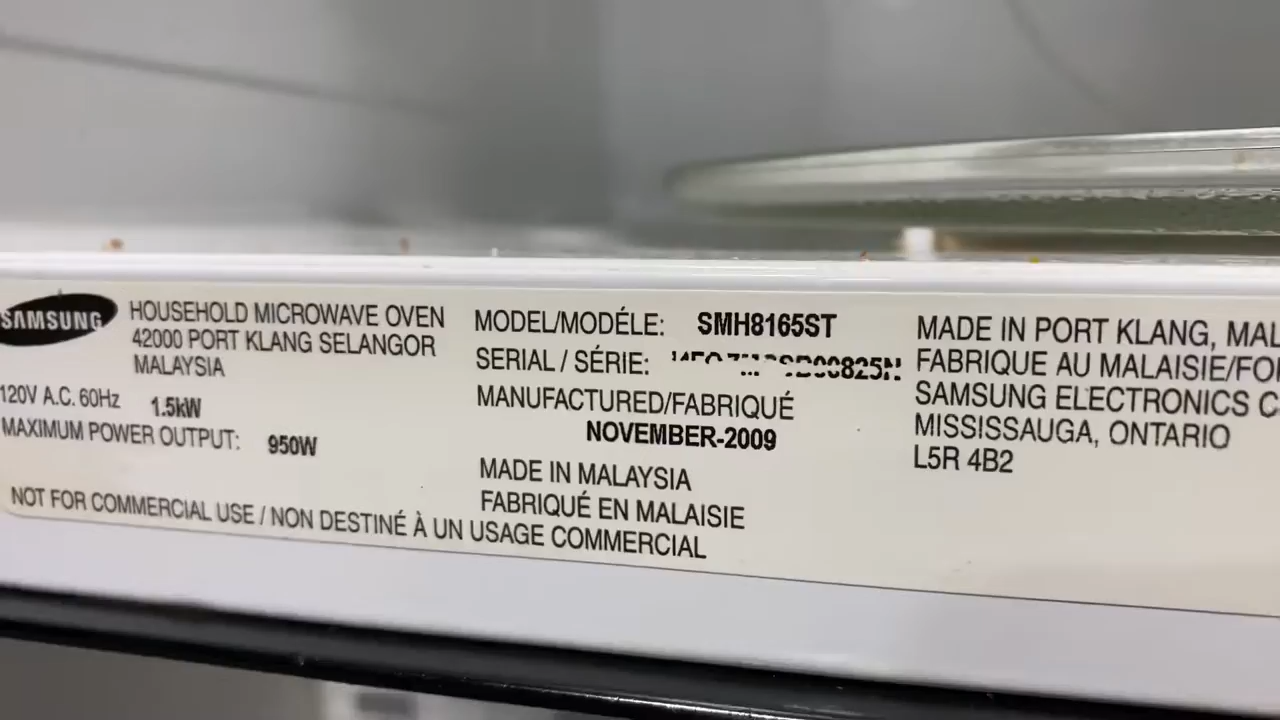 SAMSUNG
HOUSEHOLD MICROWAVE OVEN
42000 PORT KLANG SELANGOR
MALAYSIA
120V A.C. 60Hz 1.5kW
MAXIMUM POWER OUTPUT: 950W
NOT FOR COMMERCIAL USE / NON DESTINÉ À UN USAGE COMMERCIAL
MODEL/MODÉLE: SMH8165ST
SERIAL / SÉRIE:
MANUFACTURED/FABRIQUÉ
NOVEMBER-2009
MADE IN MALAYSIA
FABRIQUÉ EN MALAISIE
MADE IN PORT KLANG, MAL
FABRIQUE AU MALAISIE/FO
SAMSUNG ELECTRONICS C
MISSISSAUGA, ONTARIO
L5R 4B2